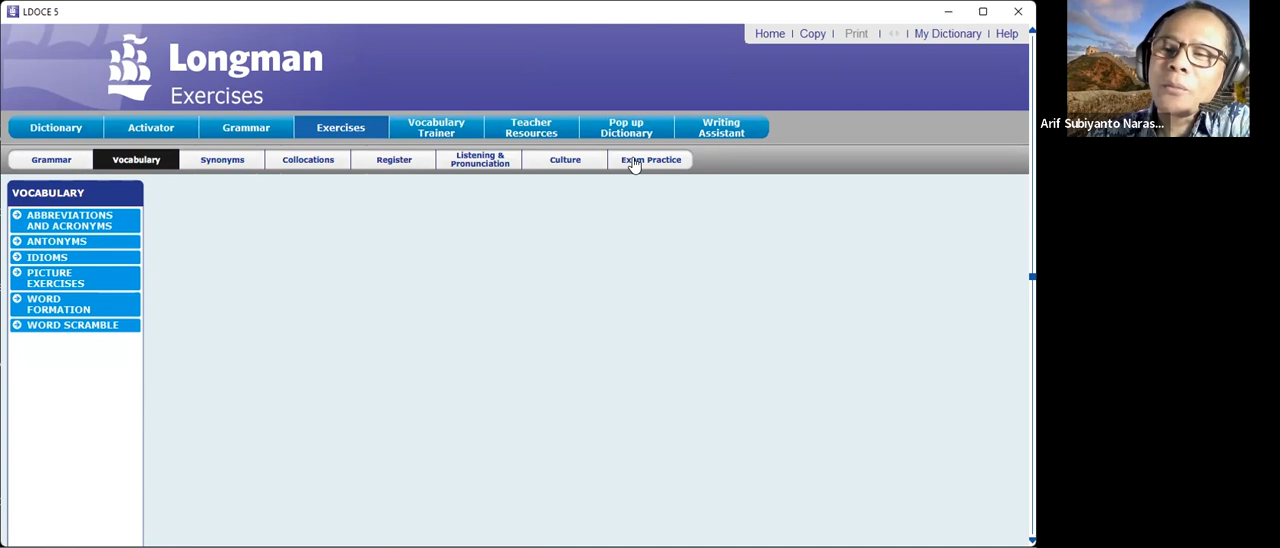 LDOCE 5
Home | Copy | Print | | My Dictionary | Help
Longman
Exercises
Dictionary
Activator
Grammar
Exercises
Vocabulary
Trainer
Teacher
Resources
Pop up
Dictionary
Writing
Assistant
Grammar
Vocabulary
Synonyms
Collocations
Register
Listening &
Pronunciation
Culture
Exam Practice
VOCABULARY
ABBREVIATIONS
AND ACRONYMS
ANTONYMS
IDIOMS
PICTURE
EXERCISES
WORD
FORMATION
WORD SCRAMBLE
Arif Subiyanto Naras...